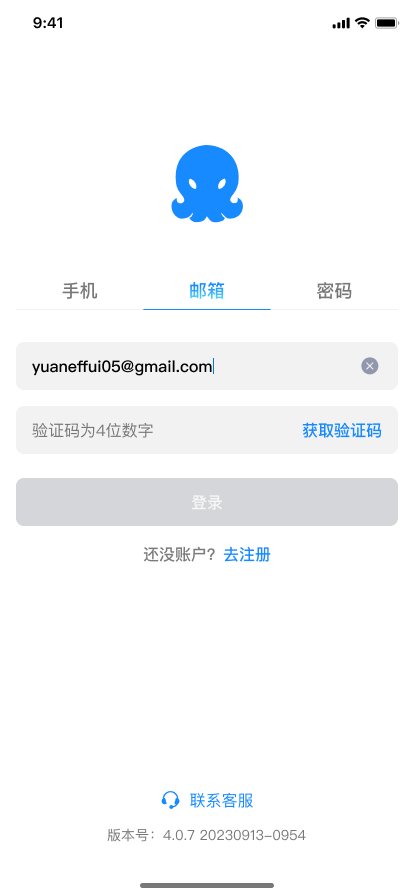 9:41
手机 邮箱 密码
yuaneffui05@gmail.com
验证码为4位数字 获取验证码
登录
还没账户? 去注册
联系客服
版本号: 4.0.7 20230913-0954